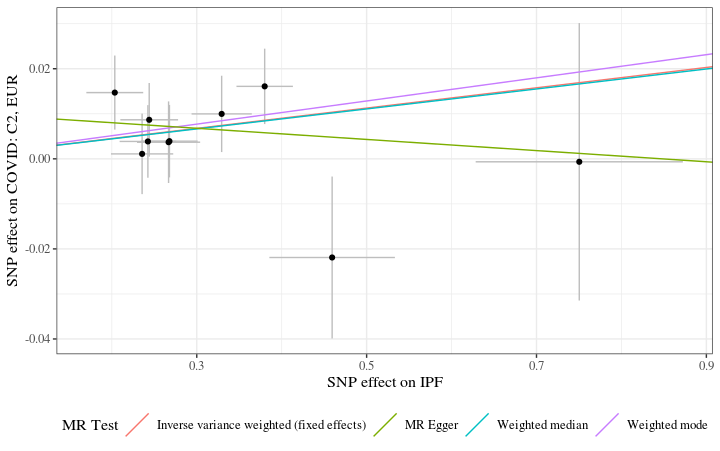 SNP effect on COVID: C2, EUR
0.02
0.00
-0.02
-0.04
0.3
0.5
0.7
0.9
SNP effect on IPF
MR Test
Inverse variance weighted (fixed effects)
MR Egger
Weighted median
Weighted mode